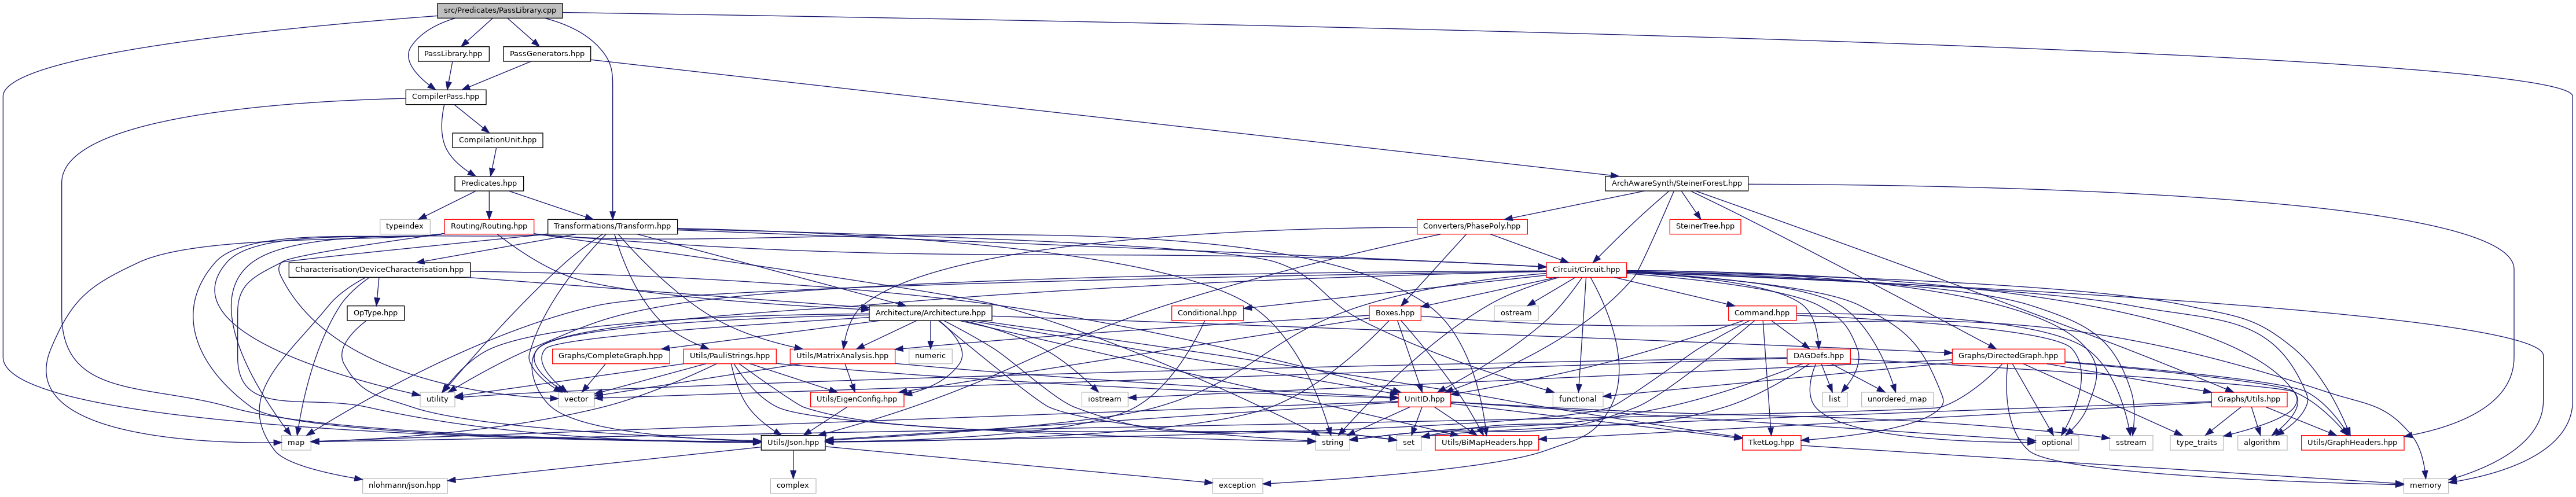 src/Predicates/PassLibrary.cpp
PassLibrary.hpp
PassGenerators.hpp
CompilerPass.hpp
CompilationUnit.hpp
Predicates.hpp
ArchAwareSynth/SteinerForest.hpp
typeindex
Routing/Routing.hpp
Transformations/Transform.hpp
Converters/PhasePoly.hpp
SteinerTree.hpp
Characterisation/DeviceCharacterisation.hpp
Circuit/Circuit.hpp
OpType.hpp
Architecture/Architecture.hpp
Conditional.hpp
Boxes.hpp
ostream
Command.hpp
Graphs/CompleteGraph.hpp
Utils/PauliStrings.hpp
Utils/MatrixAnalysis.hpp
numeric
DAGDefs.hpp
Graphs/DirectedGraph.hpp
utility
vector
Utils/EigenConfig.hpp
iostream
UnitID.hpp
functional
list
unordered_map
Graphs/Utils.hpp
map
Utils/Json.hpp
string
set
Utils/BiMapHeaders.hpp
TketLog.hpp
optional
sstream
type_traits
algorithm
Utils/GraphHeaders.hpp
nlohmann/json.hpp
complex
exception
memory